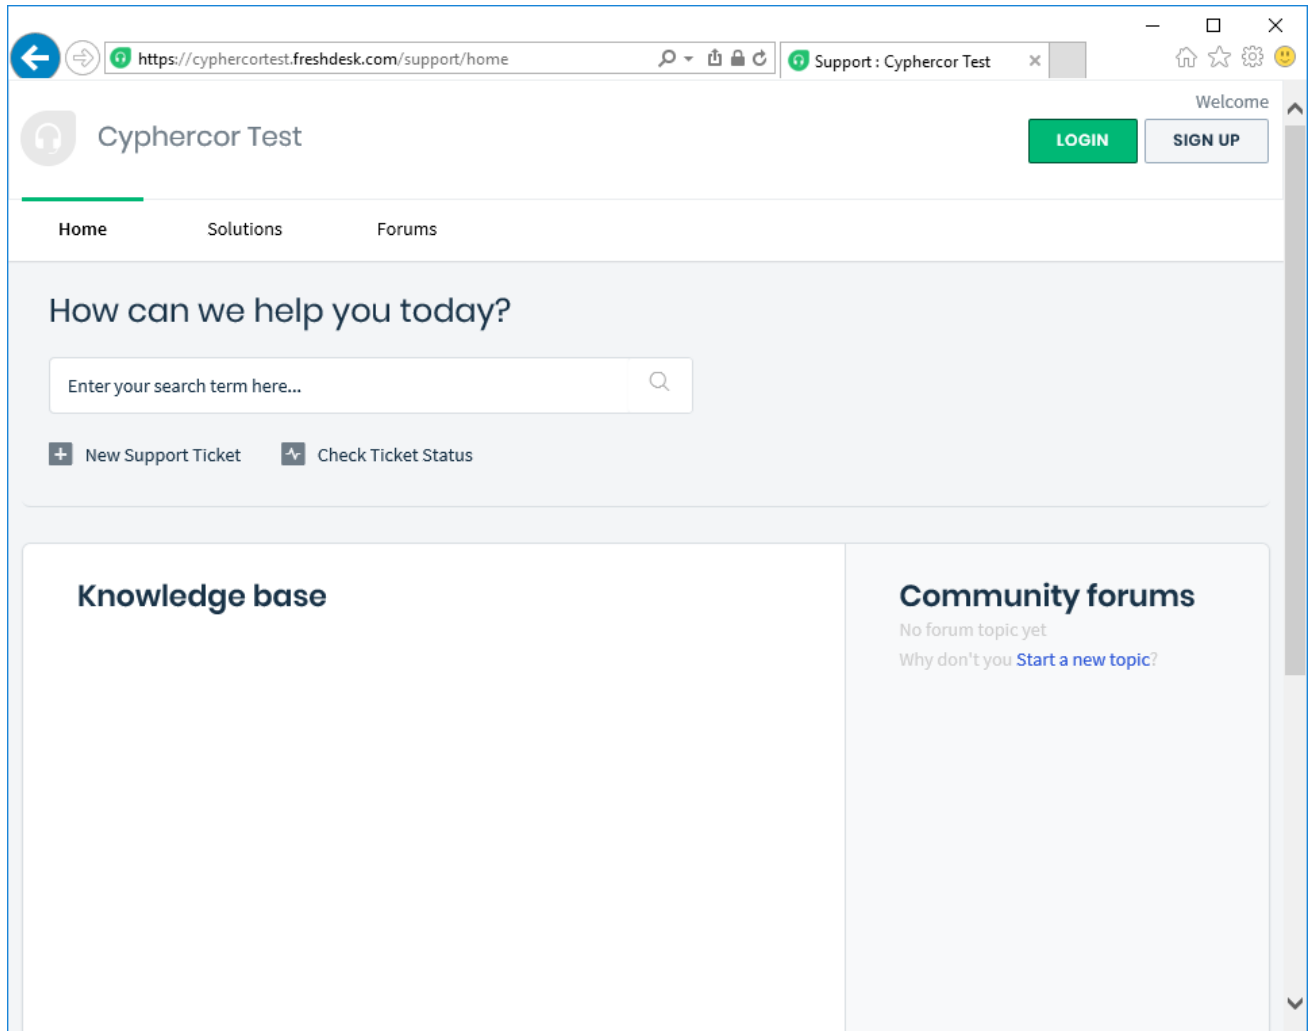 https://cyphercortest.freshdesk.com/support/home
Support : Cyphercor Test
Welcome
Cyphercor Test
LOGIN
SIGN UP
Home
Solutions
Forums
How can we help you today?
Enter your search term here...
New Support Ticket
Check Ticket Status
Knowledge base
Community forums
No forum topic yet
Why don't you Start a new topic?